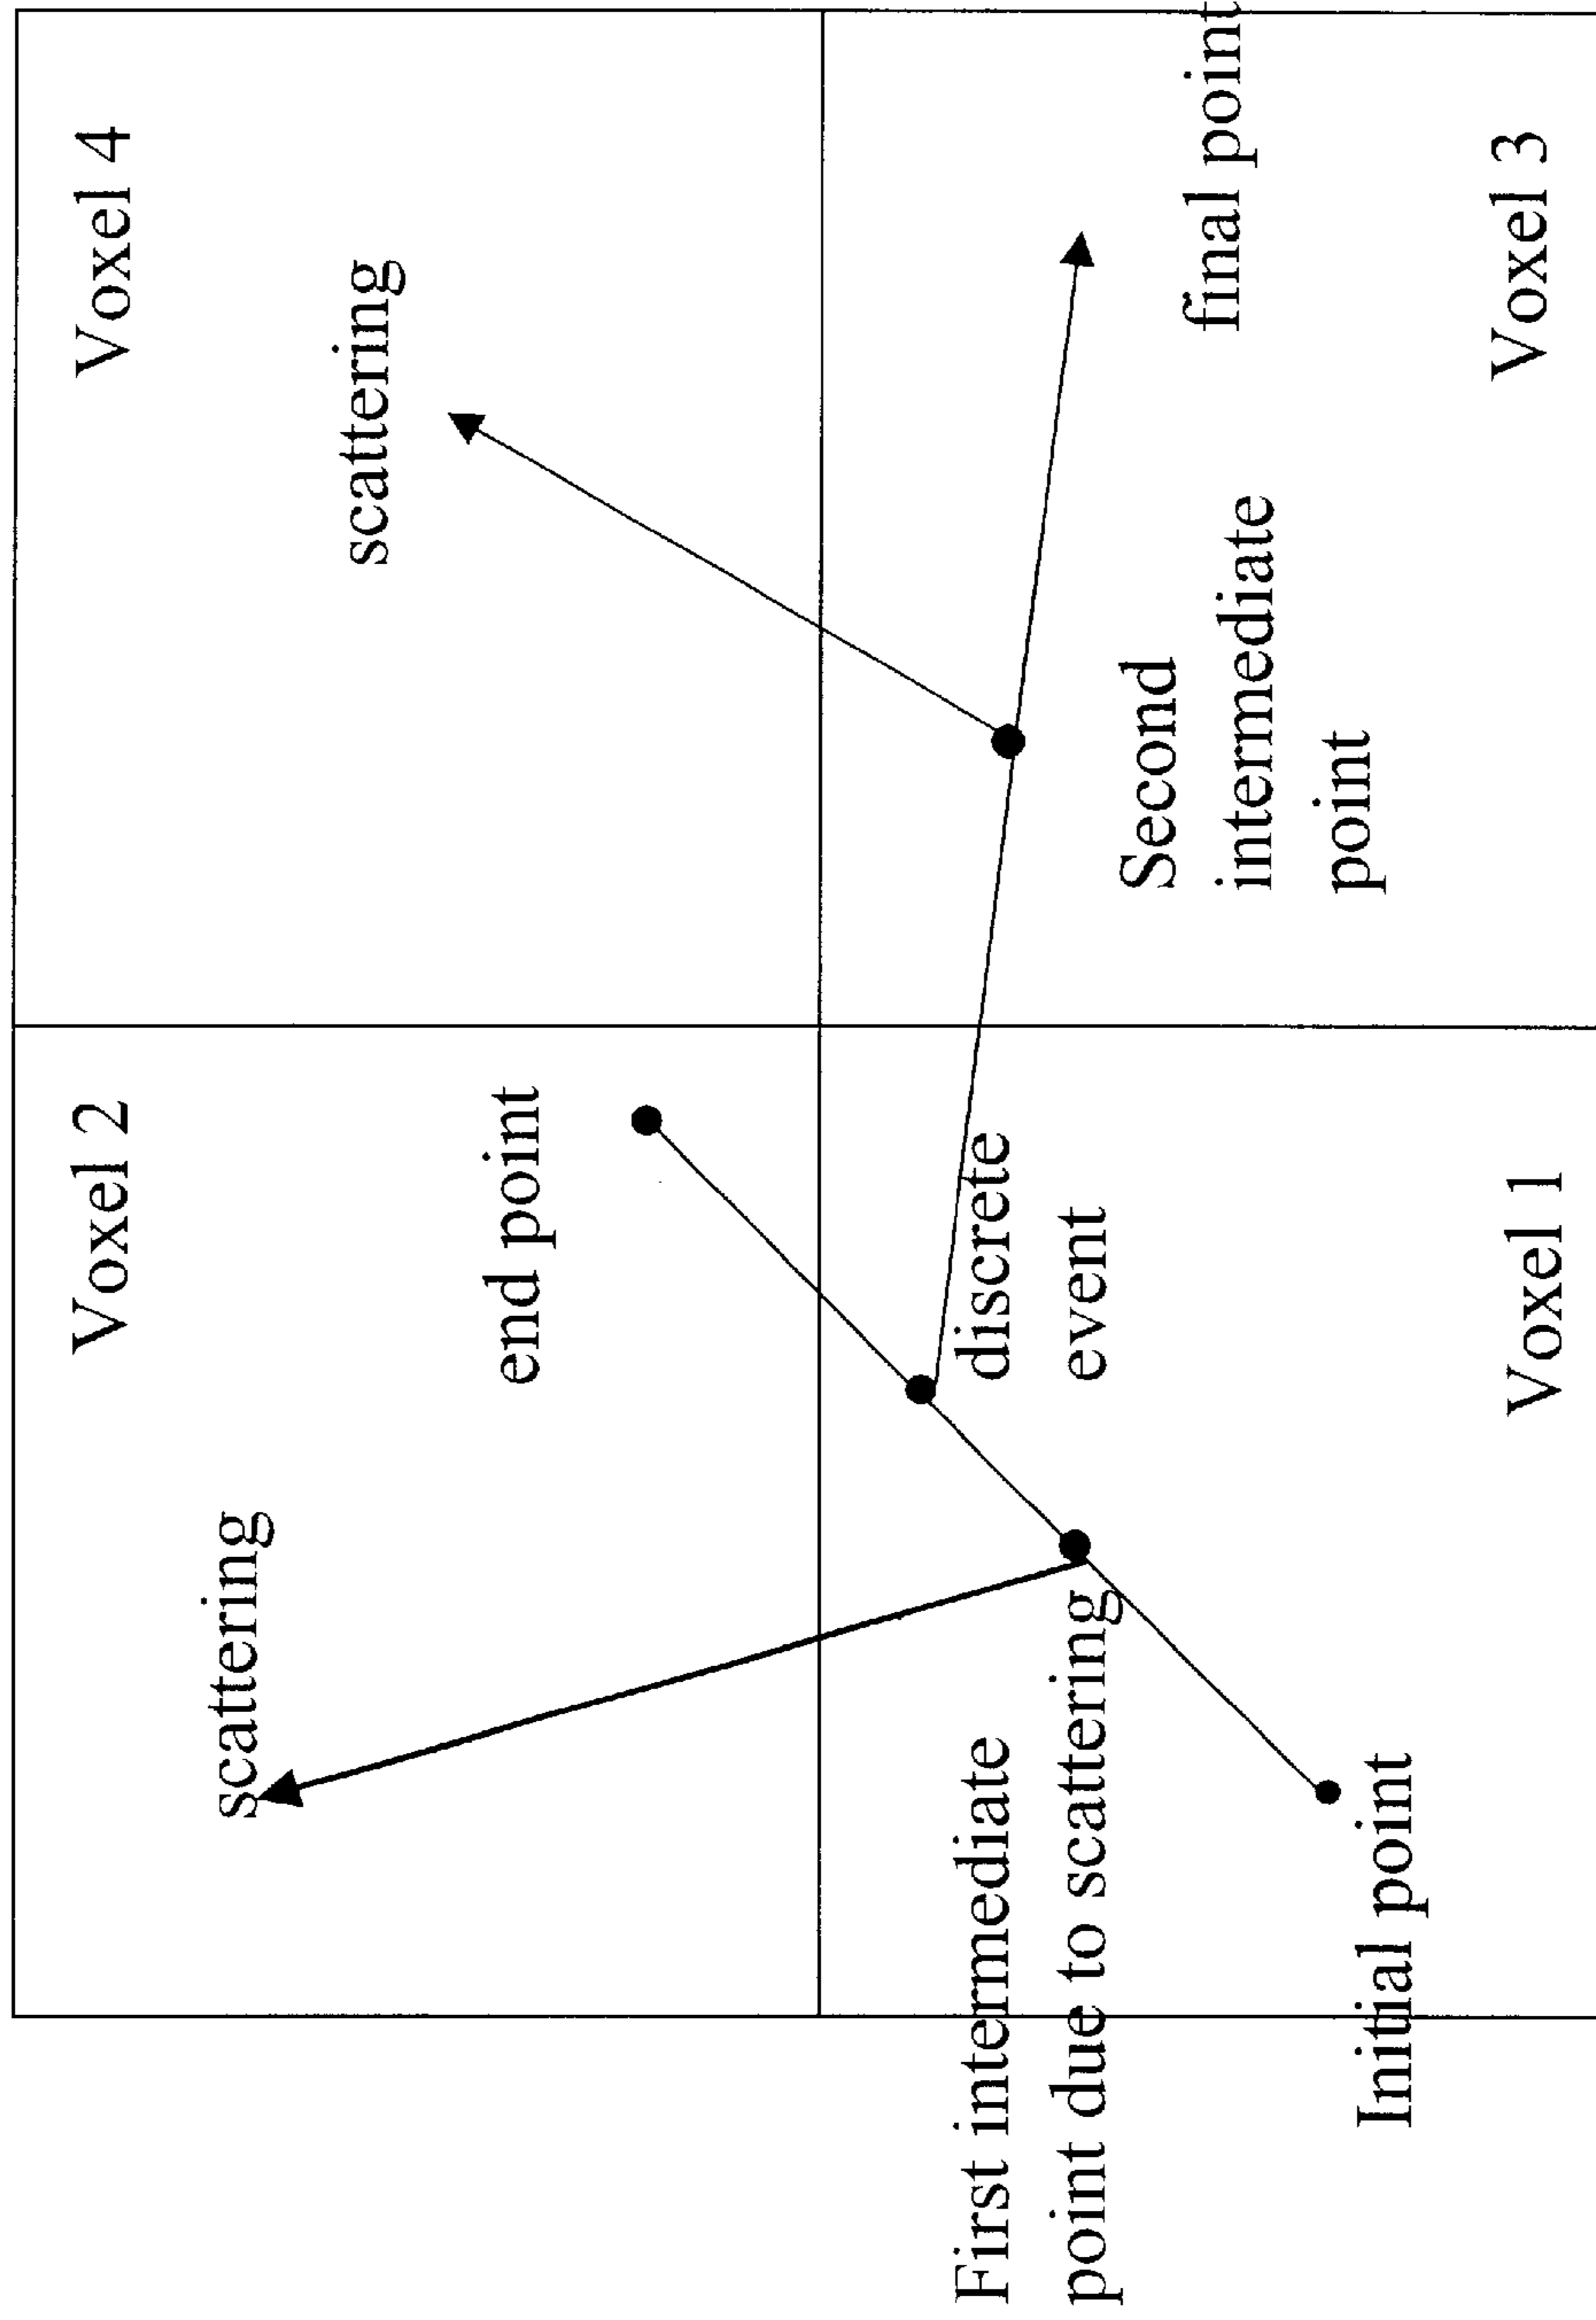 Voxel 2
Voxel 4
scattering
scattering
end point
First intermediate
point due to scattering
discrete
event
Second
intermediate
point
final point
Initial point
Voxel 1
Voxel 3